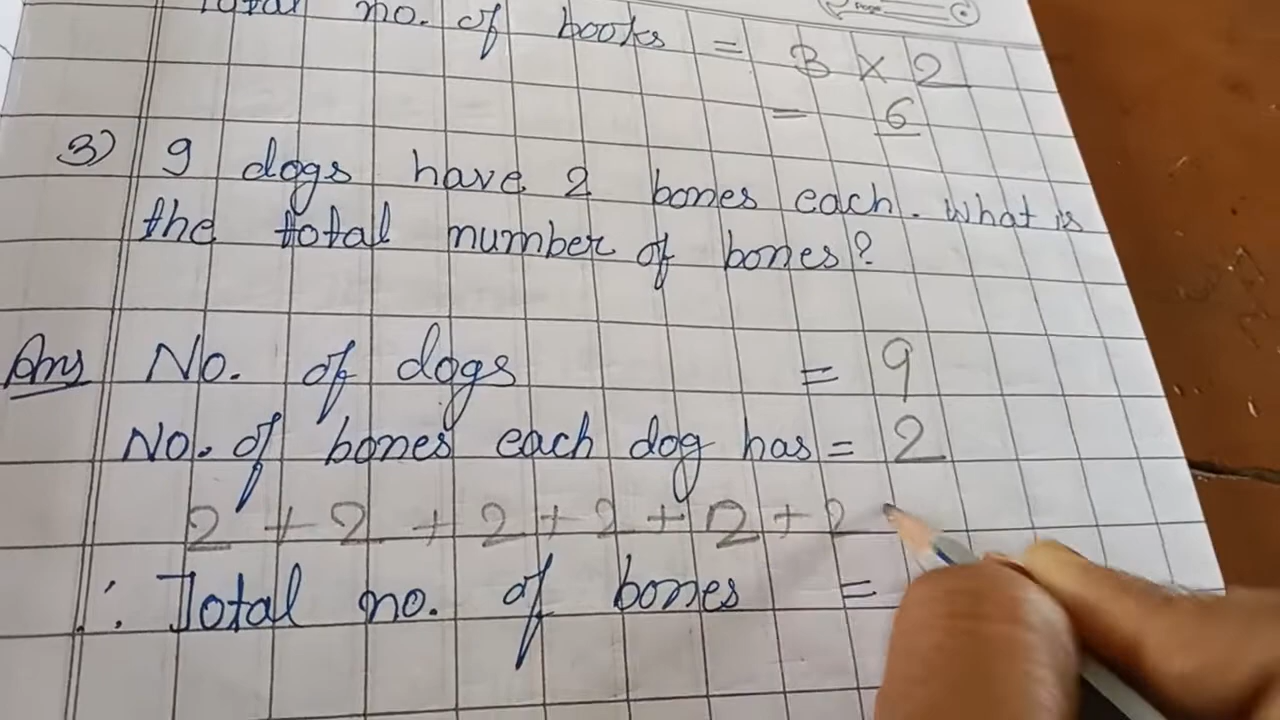 Total no. of books = 3 × 2
= 6
3) 9 dogs have 2 bones each. What is
the total number of bones?
Ans No. of dogs = 9
No. of bones each dog has = 2
2 + 2 + 2 + 2 + 2 + 2
∴ Total no. of bones =